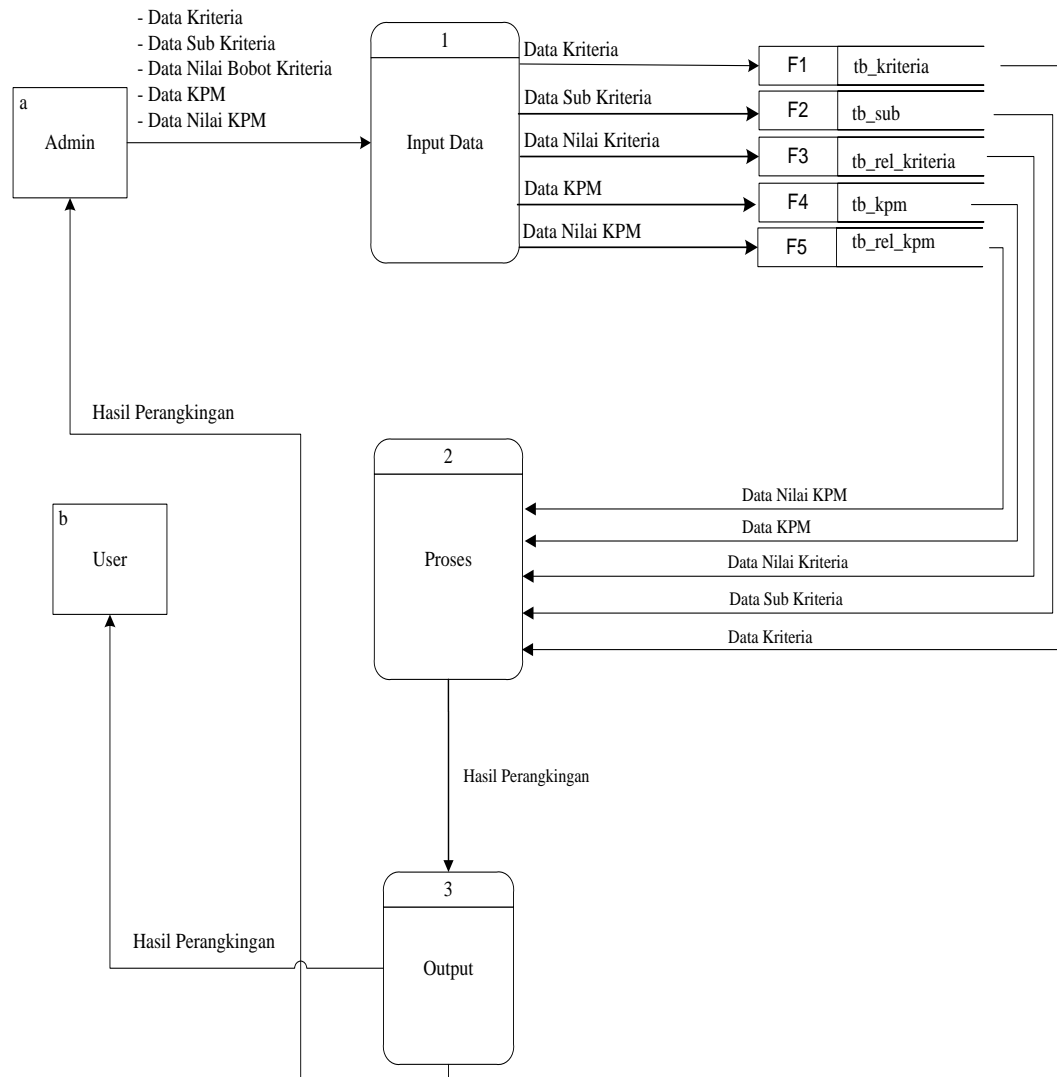 - Data Kriteria
- Data Sub Kriteria
- Data Nilai Bobot Kriteria
- Data KPM
- Data Nilai KPM
a
Admin
1
Input Data
Data Kriteria
Data Sub Kriteria
Data Nilai Kriteria
Data KPM
Data Nilai KPM
F1 tb_kriteria
F2 tb_sub
F3 tb_rel_kriteria
F4 tb_kpm
F5 tb_rel_kpm
Hasil Perangkingan
2
Proses
Data Nilai KPM
Data KPM
Data Nilai Kriteria
Data Sub Kriteria
Data Kriteria
b
User
Hasil Perangkingan
3
Output
Hasil Perangkingan